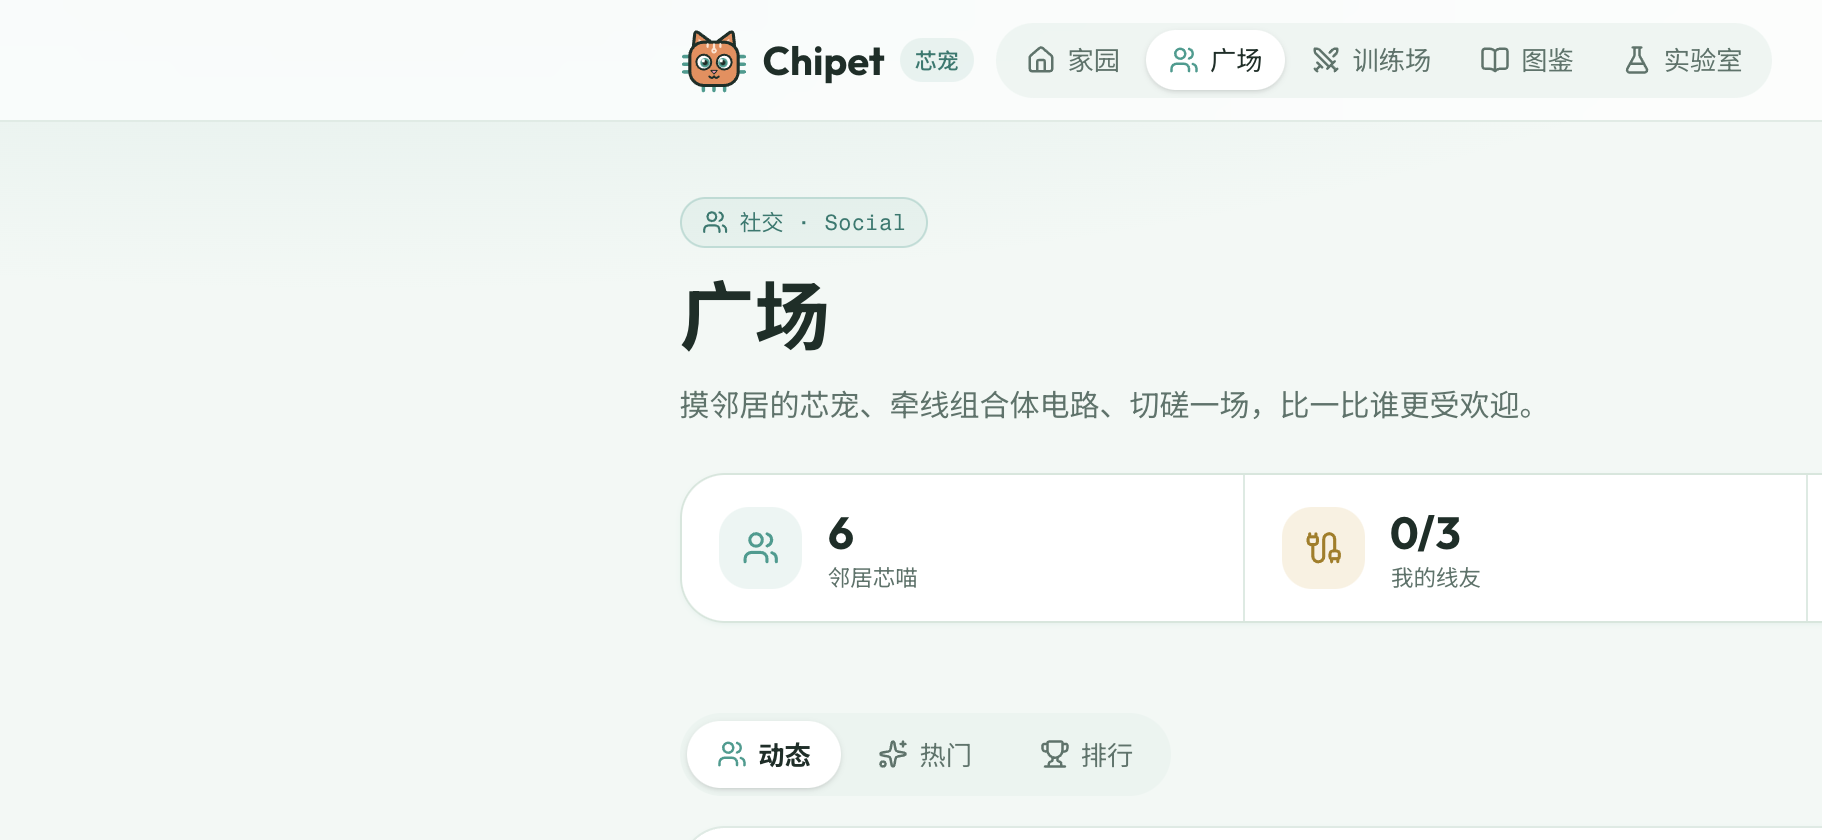 Chipet 芯宠 家园 广场 训练场 图鉴 实验室
社交 · Social
广场
摸邻居的芯宠、牵线组合体电路、切磋一场，比一比谁更受欢迎。
6
邻居芯喵
0/3
我的线友
动态 热门 排行